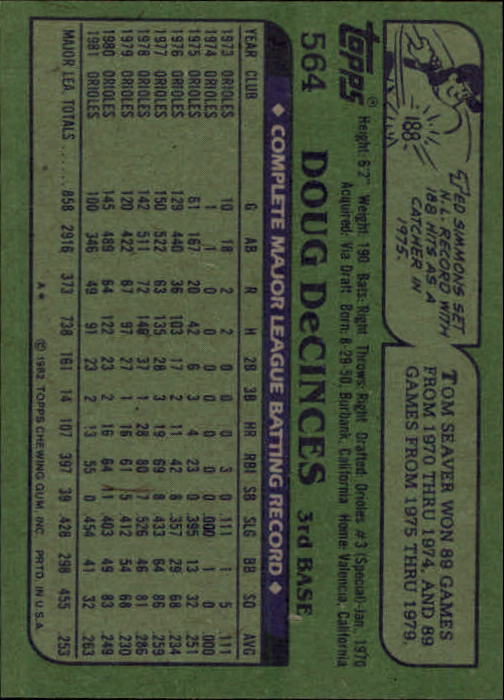 188
TED SIMMONS SET
N.L. RECORD WITH
188 HITS AS A
CATCHER IN
1975.
TOM SEAVER WON 89 GAMES
FROM 1970 THRU 1974, AND 89
GAMES FROM 1975 THRU 1979.
topps®
Height: 6'2" Weight: 190 Bats: Right Throws: Right Drafted: Orioles #3 (Special)-Jan., 1970
Acquired: Via Draft Born: 8-29-50, Burbank, California Home: Valencia, California
564 DOUG DeCINCES 3rd BASE
◆ COMPLETE MAJOR LEAGUE BATTING RECORD ◆
YEAR CLUB G AB R H 2B 3B HR RBI SB SLG BB SO AVG
1973 ORIOLES 10 18 2 2 0 0 0 3 0 .111 1 5 .111
1974 ORIOLES 1 1 0 0 0 0 0 0 0 .000 1 0 .000
1975 ORIOLES 61 167 20 42 6 3 4 23 0 .395 13 32 .251
1976 ORIOLES 129 440 36 103 17 2 11 42 8 .357 29 68 .234
1977 ORIOLES 150 522 63 135 28 3 19 69 8 .433 64 86 .259
1978 ORIOLES 142 511 72 146 37 1 28 80 7 .526 46 81 .286
1979 ORIOLES 120 422 67 97 27 1 16 61 5 .412 54 68 .230
1980 ORIOLES 145 489 64 122 23 2 16 64 11 .403 49 83 .249
1981 ORIOLES 100 346 49 91 23 2 13 55 0 .454 41 32 .263
MAJOR LEA. TOTALS ..... 858 2916 373 738 161 14 107 397 39 .428 298 455 .253
A* © 1982 TOPPS CHEWING GUM, INC. PRTD. IN U.S.A.